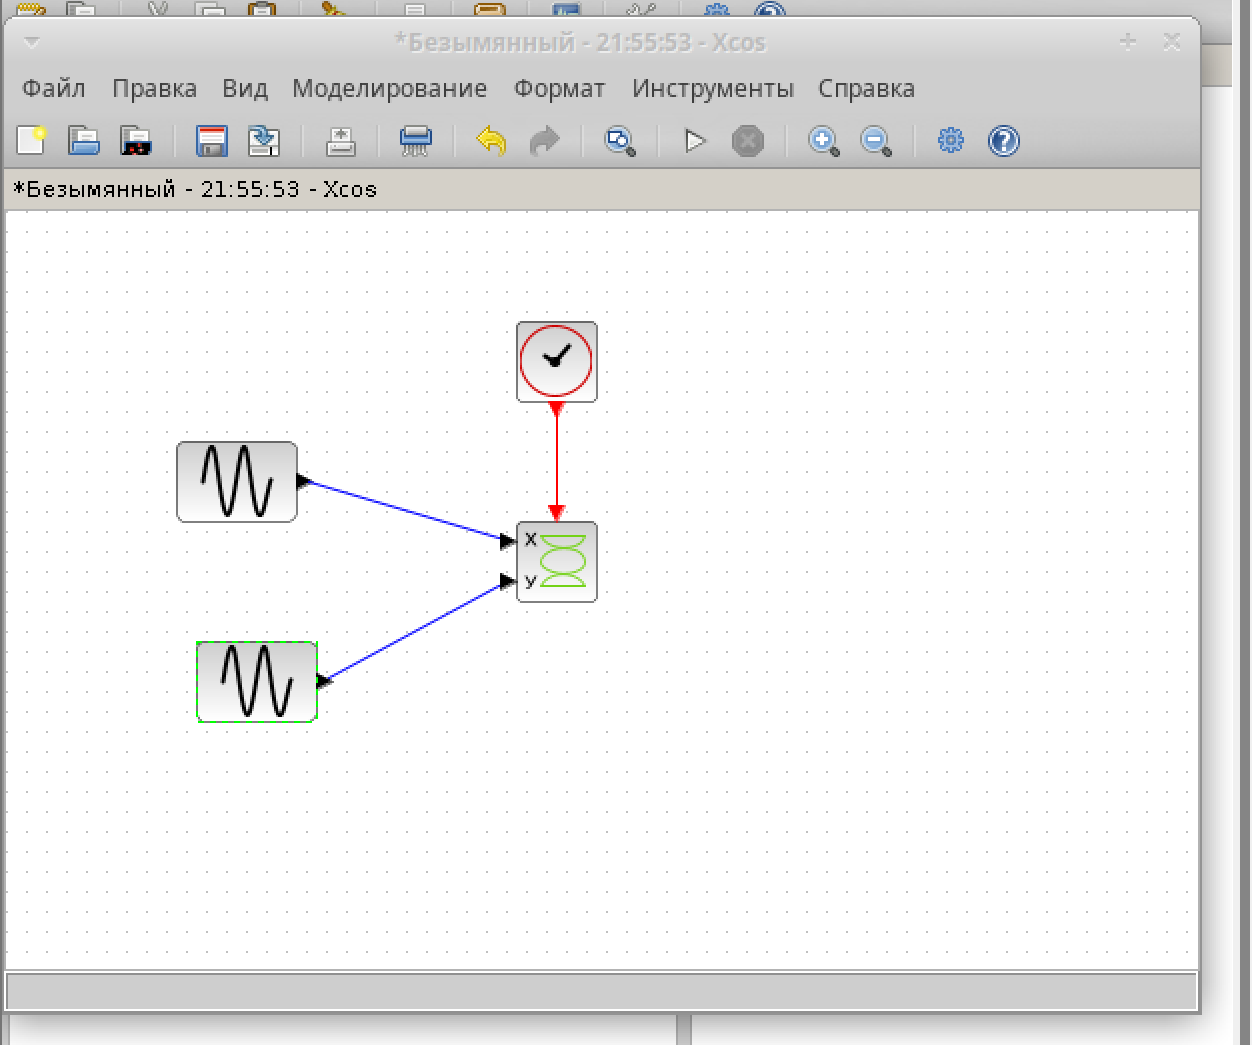 *Безымянный - 21:55:53 - Xcos
Файл Правка Вид Моделирование Формат Инструменты Справка
*Безымянный - 21:55:53 - Xcos
X
y